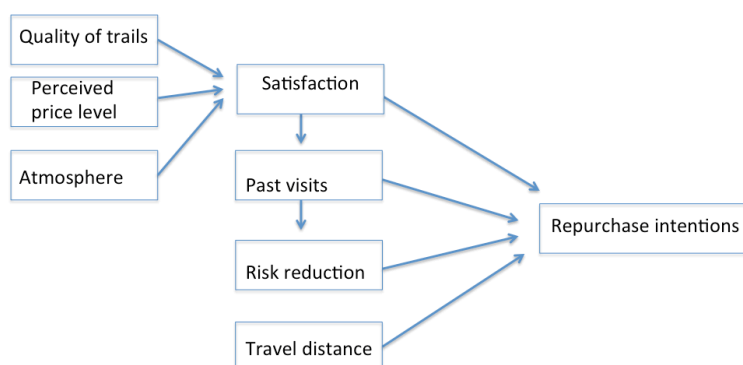 Quality of trails
Perceived
price level
Atmosphere
Satisfaction
Past visits
Risk reduction
Travel distance
Repurchase intentions